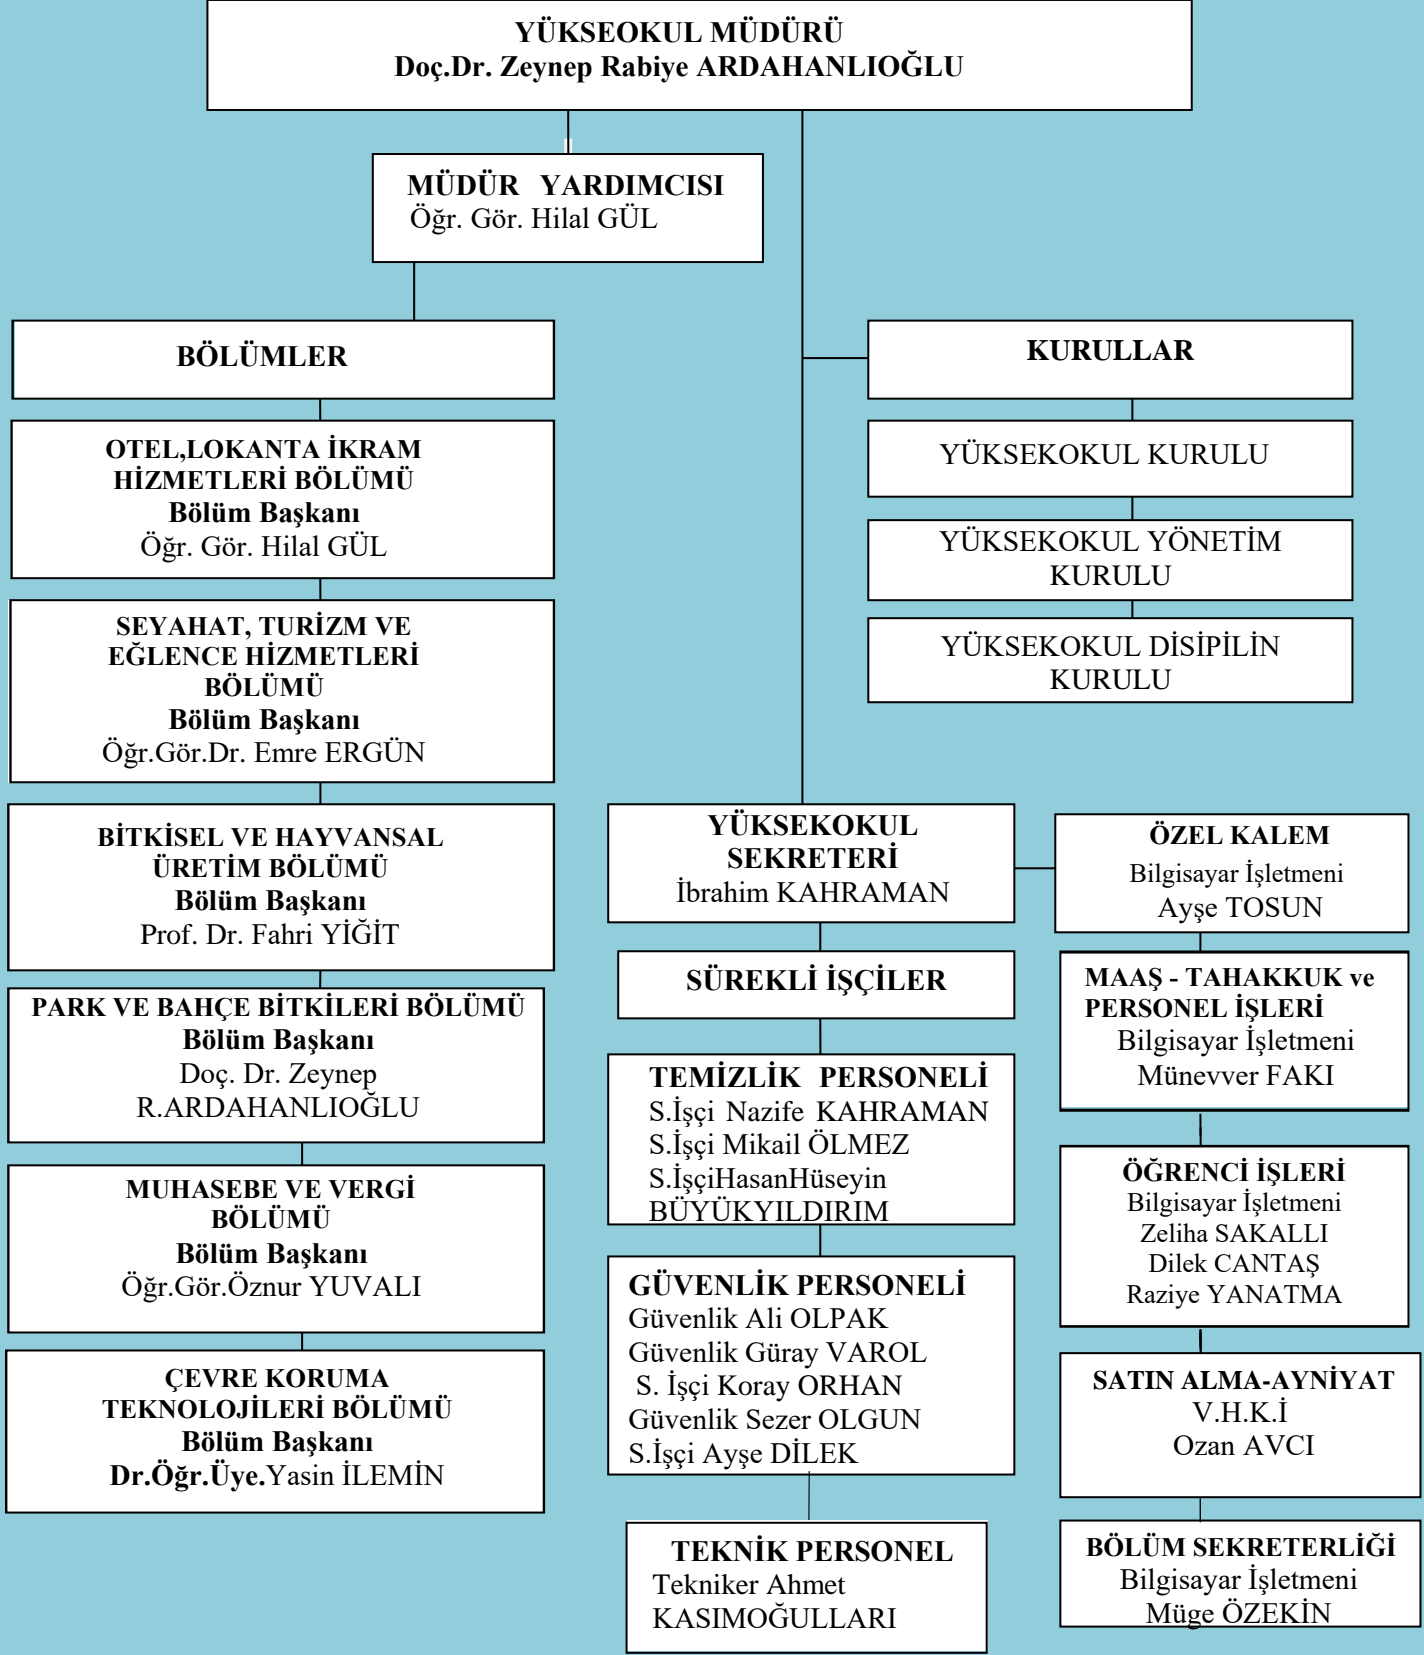 YÜKSEOKUL MÜDÜRÜ
Doç.Dr. Zeynep Rabiye ARDAHANLIOĞLU
MÜDÜR YARDIMCISI
Öğr. Gör. Hilal GÜL
BÖLÜMLER
OTEL,LOKANTA İKRAM
HİZMETLERİ BÖLÜMÜ
Bölüm Başkanı
Öğr. Gör. Hilal GÜL
SEYAHAT, TURİZM VE
EĞLENCE HİZMETLERİ
BÖLÜMÜ
Bölüm Başkanı
Öğr.Gör.Dr. Emre ERGÜN
BİTKİSEL VE HAYVANSAL
ÜRETİM BÖLÜMÜ
Bölüm Başkanı
Prof. Dr. Fahri YİĞİT
PARK VE BAHÇE BİTKİLERİ BÖLÜMÜ
Bölüm Başkanı
Doç. Dr. Zeynep
R.ARDAHANLIOĞLU
MUHASEBE VE VERGİ
BÖLÜMÜ
Bölüm Başkanı
Öğr.Gör.Öznur YUVALI
ÇEVRE KORUMA
TEKNOLOJİLERİ BÖLÜMÜ
Bölüm Başkanı
Dr.Öğr.Üye.Yasin İLEMİN
KURULLAR
YÜKSEKOKUL KURULU
YÜKSEKOKUL YÖNETİM
KURULU
YÜKSEKOKUL DİSİPİLİN
KURULU
YÜKSEKOKUL
SEKRETERİ
İbrahim KAHRAMAN
SÜREKLİ İŞÇİLER
TEMİZLİK PERSONELİ
S.İşçi Nazife KAHRAMAN
S.İşçi Mikail ÖLMEZ
S.İşçiHasanHüseyin
BÜYÜKYILDIRIM
GÜVENLİK PERSONELİ
Güvenlik Ali OLPAK
Güvenlik Güray VAROL
S. İşçi Koray ORHAN
Güvenlik Sezer OLGUN
S.İşçi Ayşe DİLEK
TEKNİK PERSONEL
Tekniker Ahmet
KASIMOĞULLARI
ÖZEL KALEM
Bilgisayar İşletmeni
Ayşe TOSUN
MAAŞ - TAHAKKUK ve
PERSONEL İŞLERİ
Bilgisayar İşletmeni
Münevver FAKI
ÖĞRENCİ İŞLERİ
Bilgisayar İşletmeni
Zeliha SAKALLI
Dilek CANTAŞ
Raziye YANATMA
SATIN ALMA-AYNİYAT
V.H.K.İ
Ozan AVCI
BÖLÜM SEKRETERLİĞİ
Bilgisayar İşletmeni
Müge ÖZEKİN